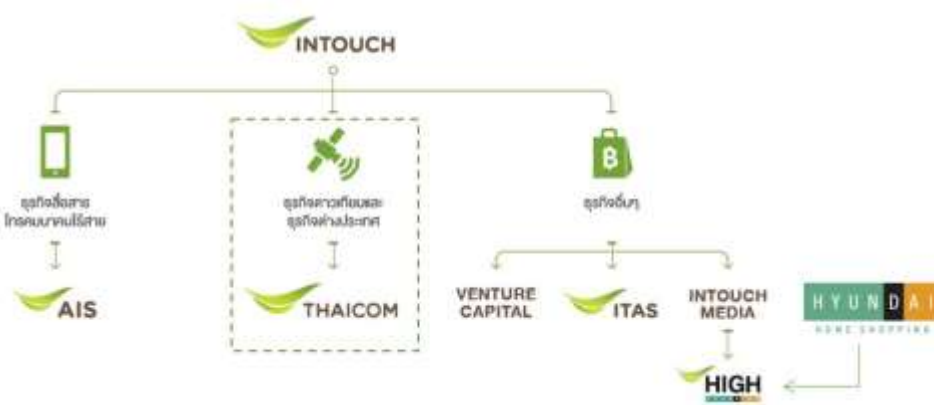 INTOUCH
ธุรกิจสื่อสาร
โทรคมนาคมไร้สาย
ธุรกิจดาวเทียมและ
ธุรกิจต่างประเทศ
ธุรกิจอื่นๆ
AIS
THAICOM
VENTURE
CAPITAL
ITAS
INTOUCH
MEDIA
HYUNDAI
HOME SHOPPING
HIGH